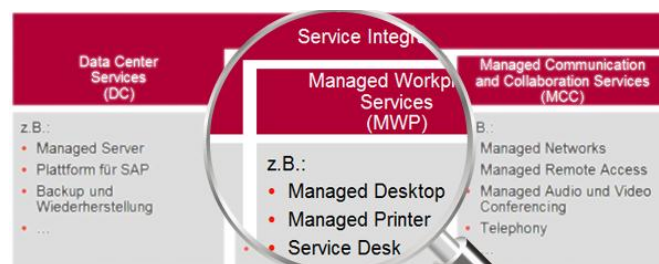 Service Integr
Data Center
Services
(DC)
z.B.:
Managed Server
Plattform für SAP
Backup und
Wiederherstellung
...
Managed Workpl
Services
(MWP)
z.B.:
Managed Desktop
Managed Printer
Service Desk
Managed Communication
and Collaboration Services
(MCC)
B.:
Managed Networks
Managed Remote Access
Managed Audio und Video
Conferencing
Telephony
...